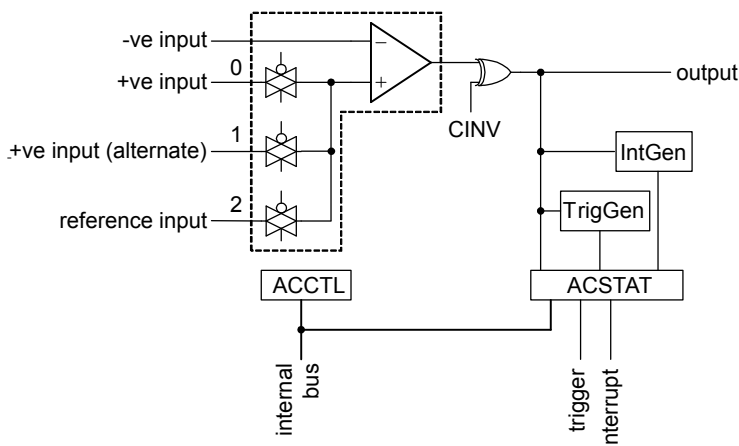 -ve input
+ve input
0
+ve input (alternate)
1
reference input
2
−
+
CINV
output
IntGen
TrigGen
ACCTL
ACSTAT
internal
bus
trigger
nterrupt